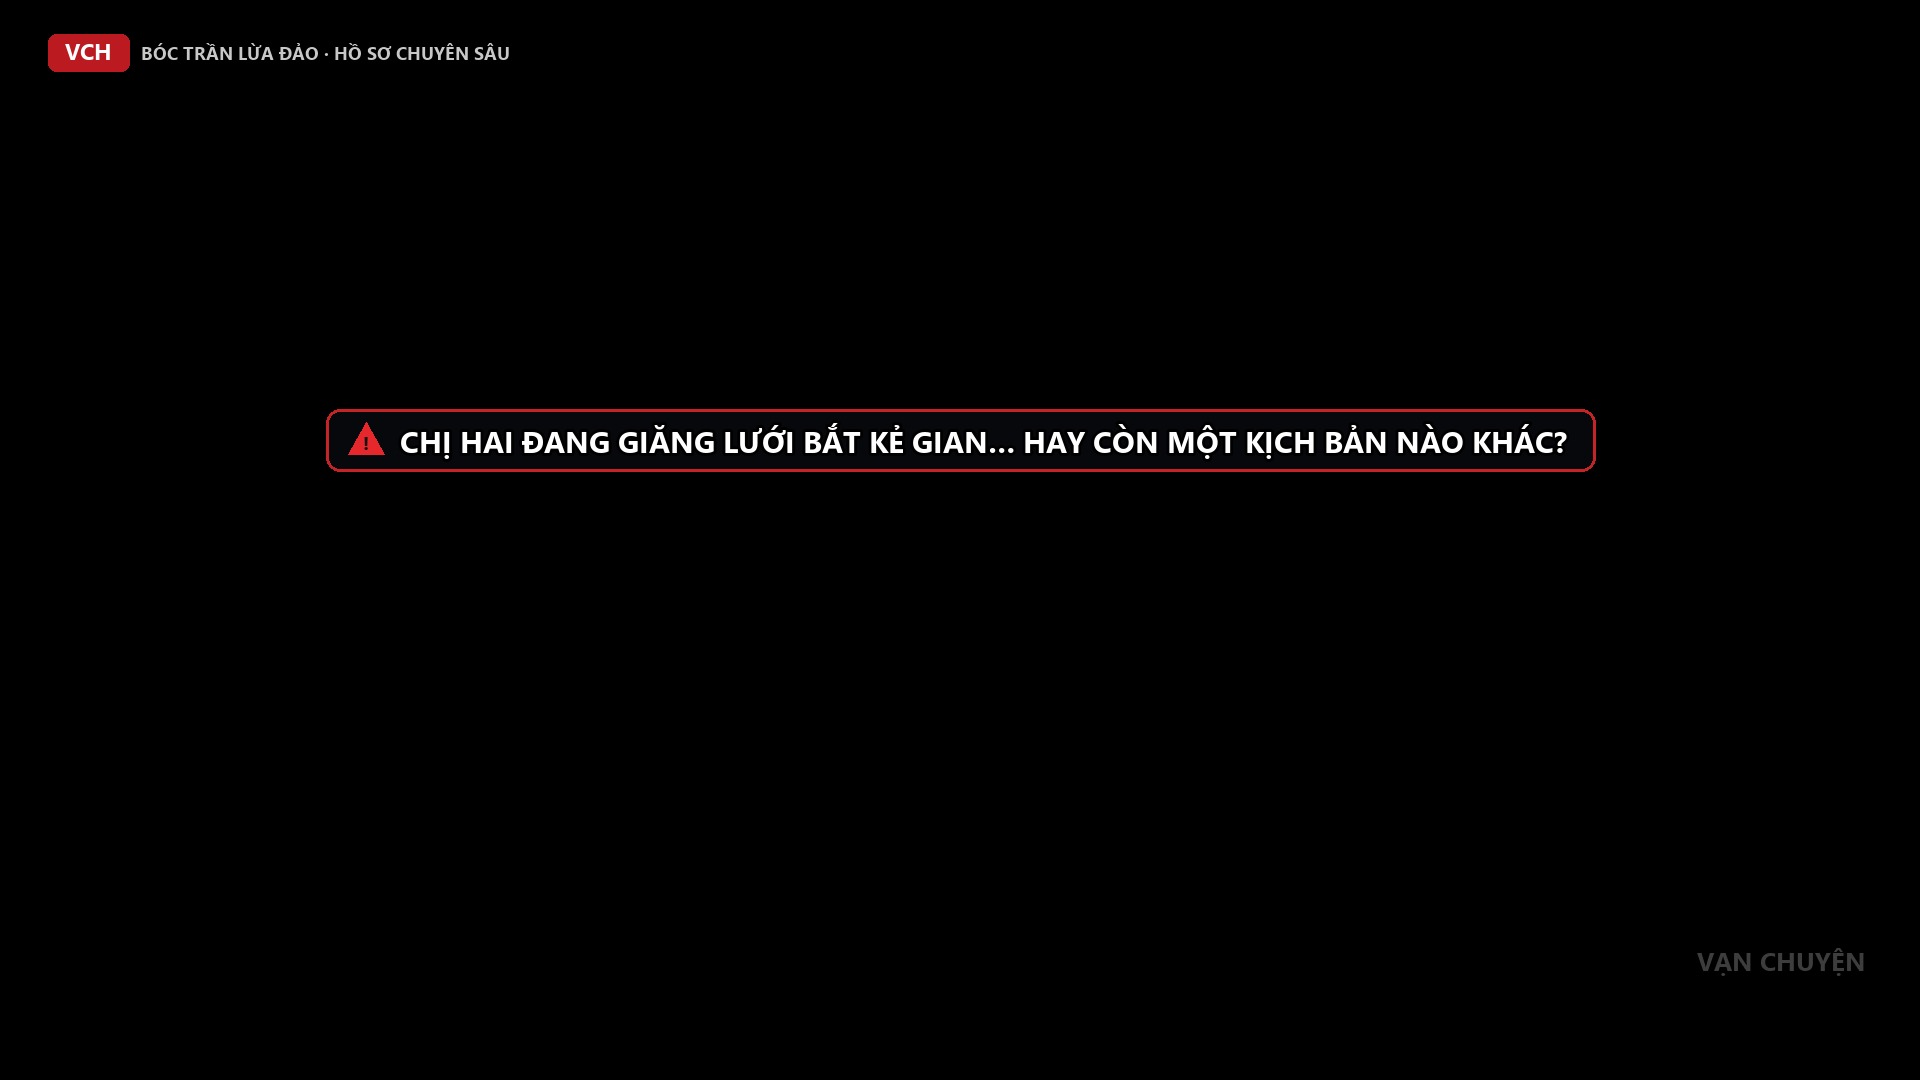 VCH BÓC TRẦN LỪA ĐẢO · HỒ SƠ CHUYÊN SÂU
CHỊ HAI ĐANG GIĂNG LƯỚI BẮT KẺ GIAN... HAY CÒN MỘT KỊCH BẢN NÀO KHÁC?
VẠN CHUYỆN